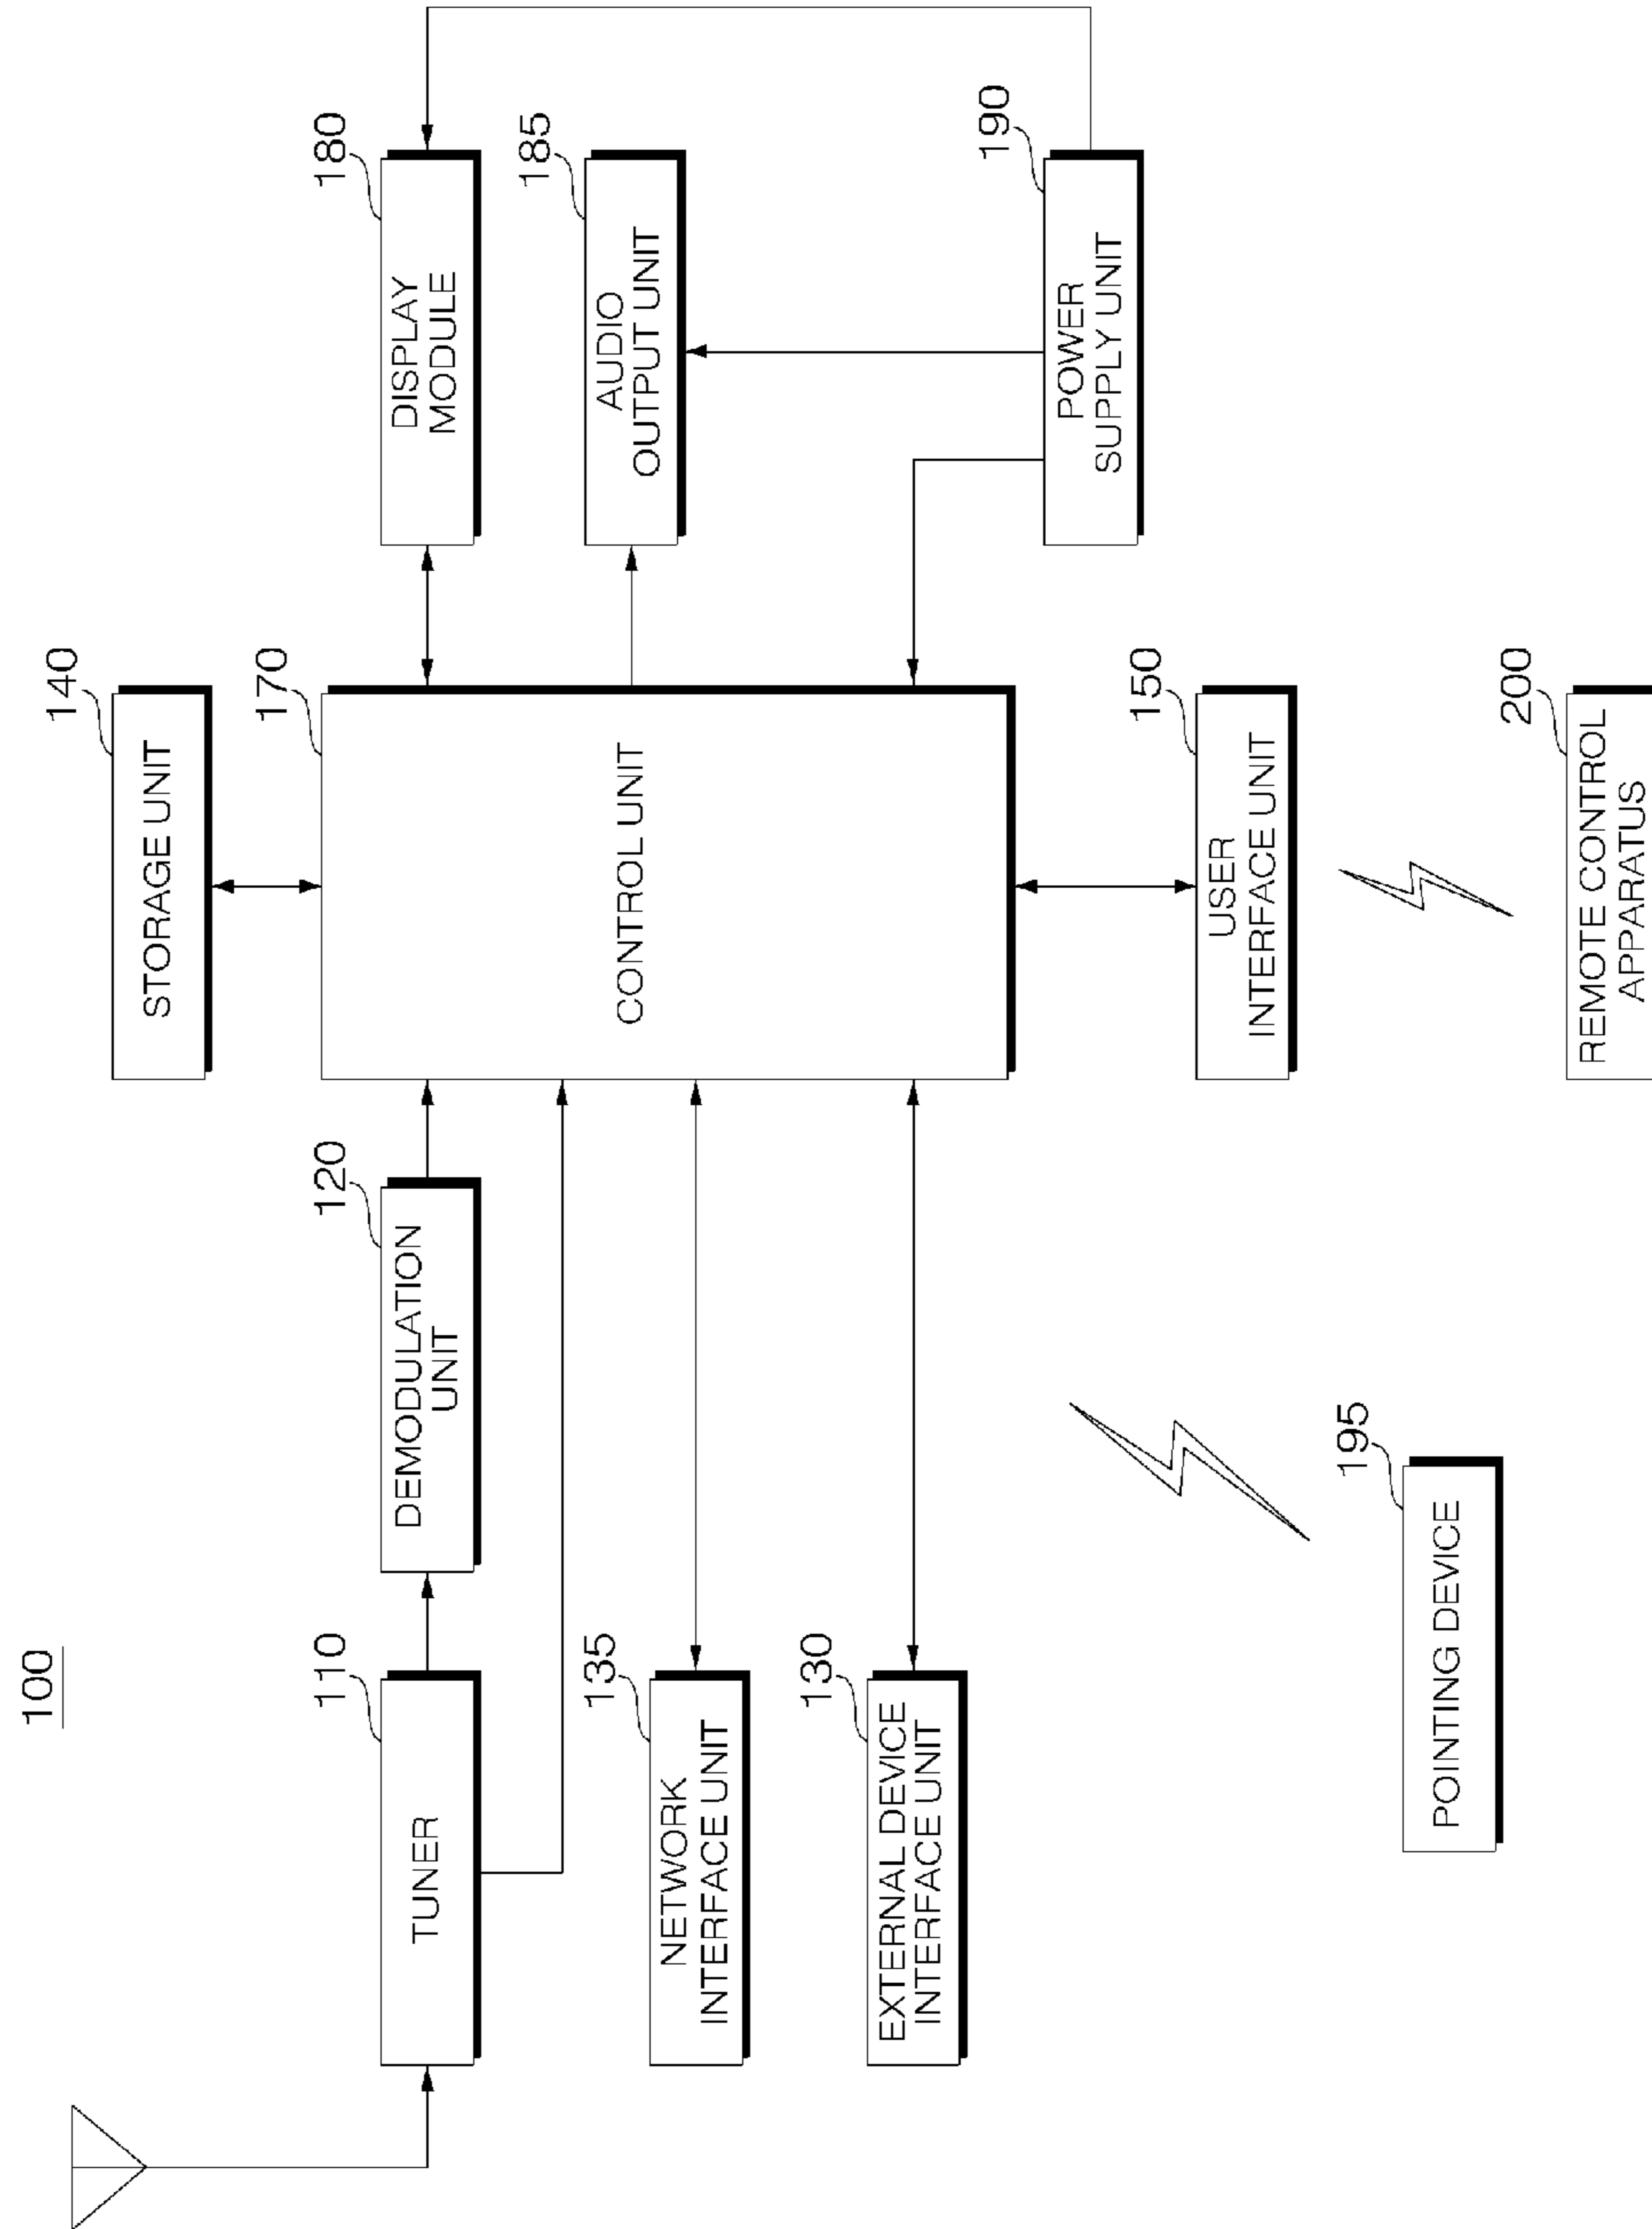 100
140
STORAGE UNIT
110
TUNER
120
DEMODULATION
UNIT
170
CONTROL UNIT
180
DISPLAY
MODULE
185
AUDIO
OUTPUT UNIT
135
NETWORK
INTERFACE UNIT
130
EXTERNAL DEVICE
INTERFACE UNIT
190
POWER
SUPPLY UNIT
150
USER
INTERFACE UNIT
195
POINTING DEVICE
200
REMOTE CONTROL
APPARATUS